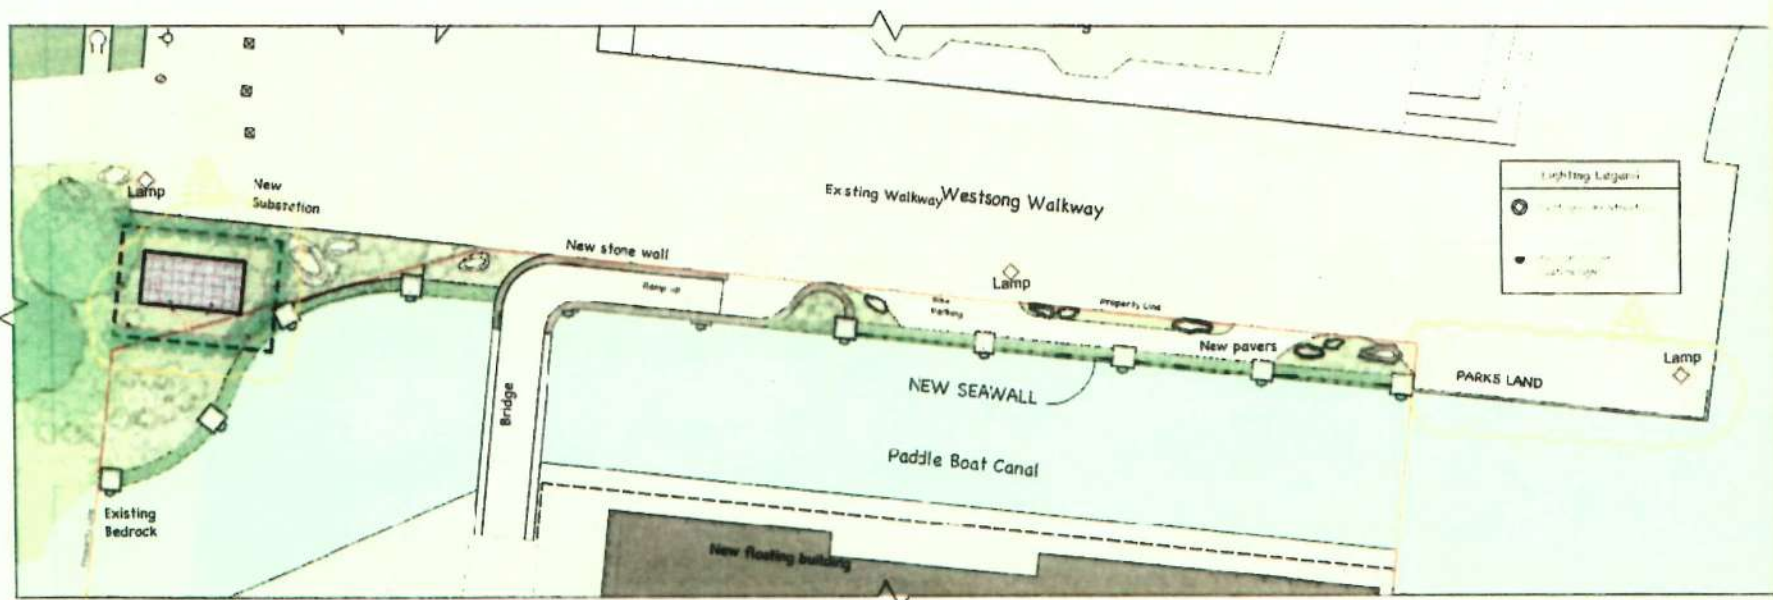 Lamp
New
Substation
Existing Walkway
Westsong Walkway
Lighting Legend
New stone wall
Ramp up
Lamp
Bike
Parking
Property Line
New pavers
Lamp
PARKS LAND
NEW SEAWALL
Bridge
Paddle Boat Canal
Existing
Bedrock
New floating building